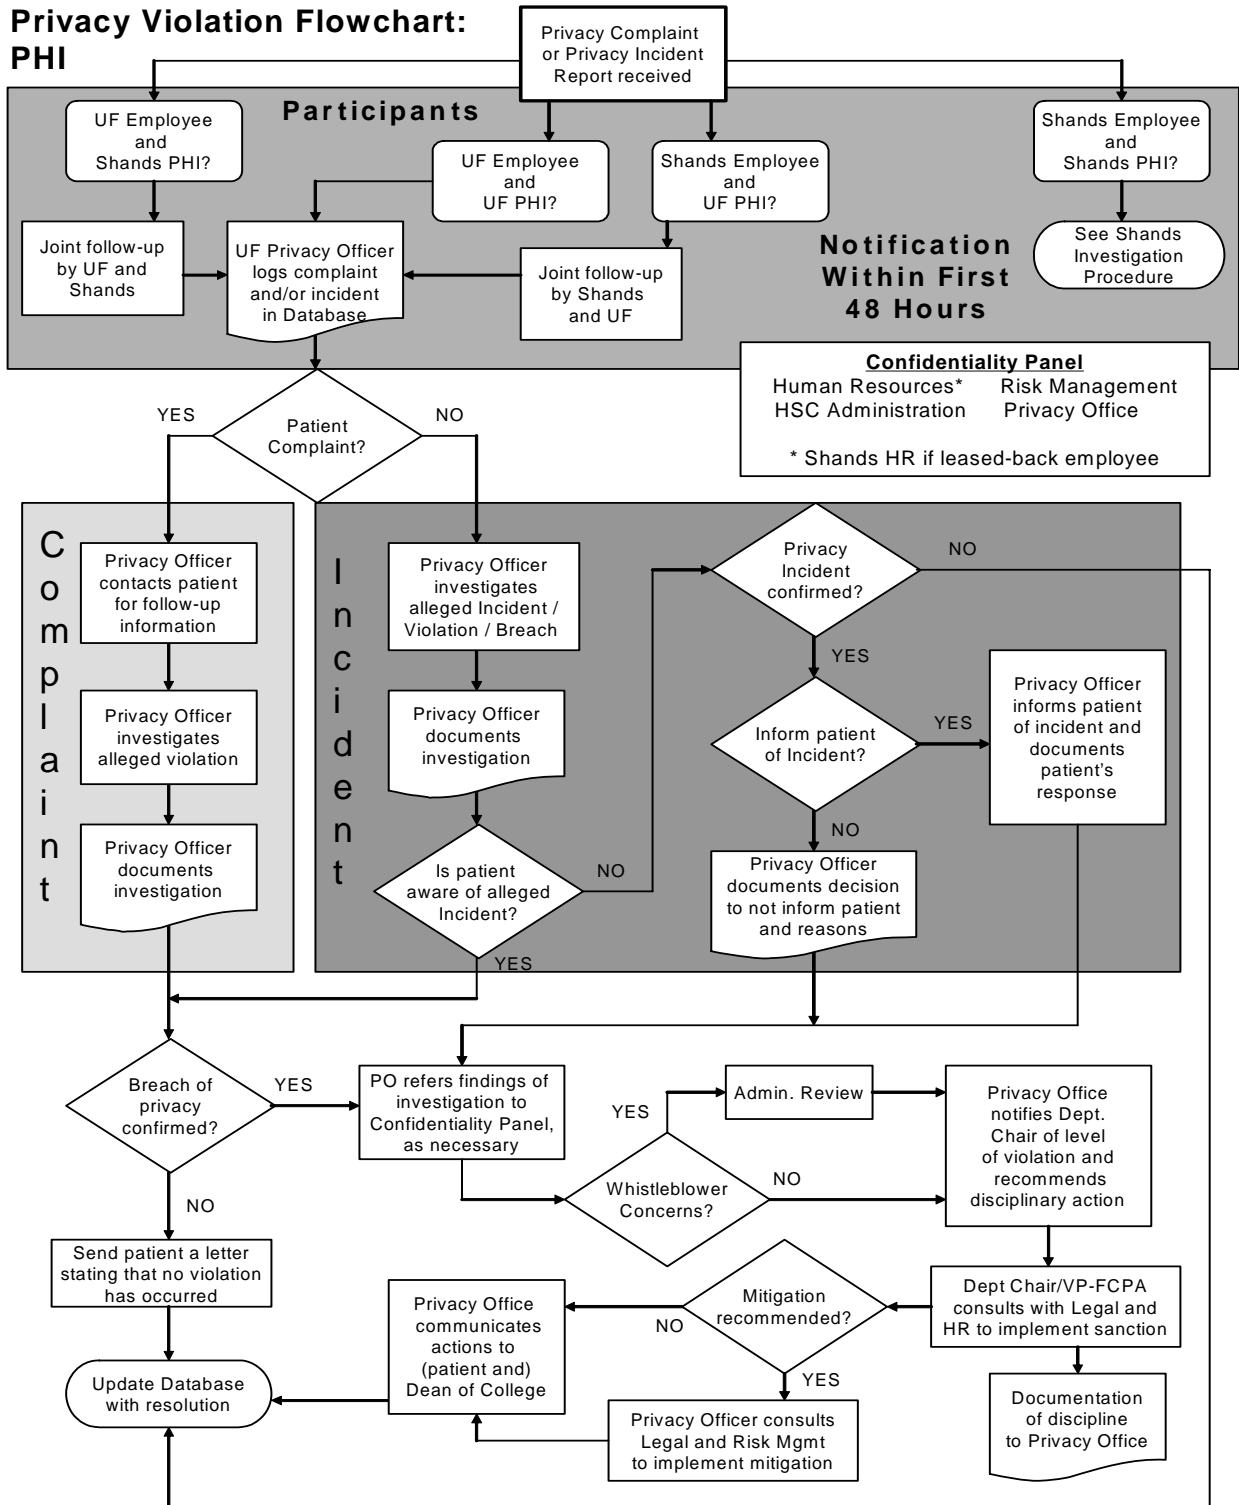 Privacy Violation Flowchart:
PHI
Privacy Complaint
or Privacy Incident
Report received
Participants
UF Employee
and
Shands PHI?
UF Employee
and
UF PHI?
Shands Employee
and
UF PHI?
Shands Employee
and
Shands PHI?
Joint follow-up
by UF and
Shands
UF Privacy Officer
logs complaint
and/or incident
in Database
Joint follow-up
by Shands
and UF
Notification
Within First
48 Hours
See Shands
Investigation
Procedure
Confidentiality Panel
Human Resources* Risk Management
HSC Administration Privacy Office
* Shands HR if leased-back employee
YES
Patient
Complaint?
NO
Complaint
Privacy Officer
contacts patient
for follow-up
information
Privacy Officer
investigates
alleged violation
Privacy Officer
documents
investigation
Incident
Privacy Officer
investigates
alleged Incident /
Violation / Breach
Privacy Officer
documents
investigation
Is patient
aware of alleged
Incident?
NO
YES
Privacy
Incident
confirmed?
NO
YES
Inform patient
of Incident?
YES
NO
Privacy Officer
informs patient
of incident and
documents
patient's
response
Privacy Officer
documents decision
to not inform patient
and reasons
Breach of
privacy
confirmed?
YES
NO
PO refers findings of
investigation to
Confidentiality Panel,
as necessary
YES
Admin. Review
Whistleblower
Concerns?
NO
Privacy Office
notifies Dept.
Chair of level
of violation and
recommends
disciplinary action
Send patient a letter
stating that no violation
has occurred
Update Database
with resolution
Privacy Office
communicates
actions to
(patient and)
Dean of College
NO
Mitigation
recommended?
YES
Dept Chair/VP-FCPA
consults with Legal and
HR to implement sanction
Privacy Officer consults
Legal and Risk Mgmt
to implement mitigation
Documentation
of discipline
to Privacy Office